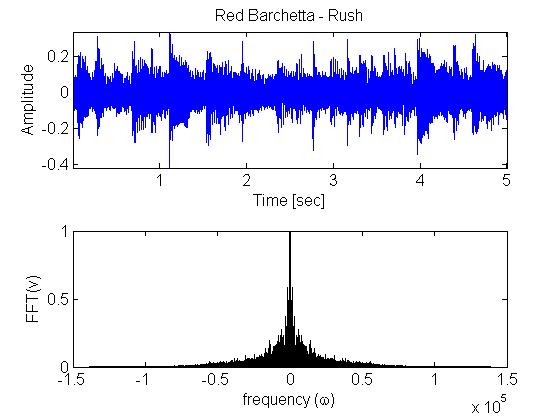 Red Barchetta - Rush
Amplitude
0.2
0
-0.2
-0.4
1 2 3 4 5
Time [sec]
FFT(v)
1
0.5
0
-1.5 -1 -0.5 0 0.5 1 1.5
x 10^5
frequency (ω)